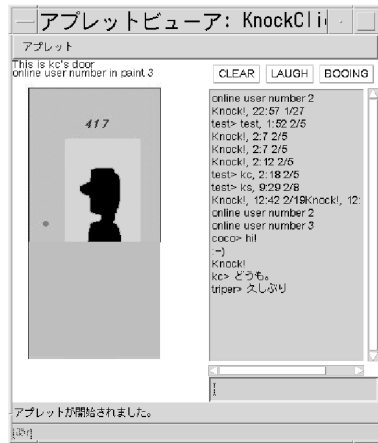 アプレットビューア: KnockCli
アプレット
This is kc's door
online user number in paint 3
CLEAR LAUGH BOOING
417
online user number 2
Knock!, 22:57 1/27
test> test, 1:52 2/5
Knock!, 2:7 2/5
Knock!, 2:7 2/5
Knock!, 2:12 2/5
test> kc, 2:18 2/5
test> ks, 9:29 2/8
Knock!, 12:42 2/19Knock!, 12:
online user number 2
online user number 3
coco> hi!
:-)
Knock!
kc> どうも。
triper> 久しぶり
アプレットが開始されました。